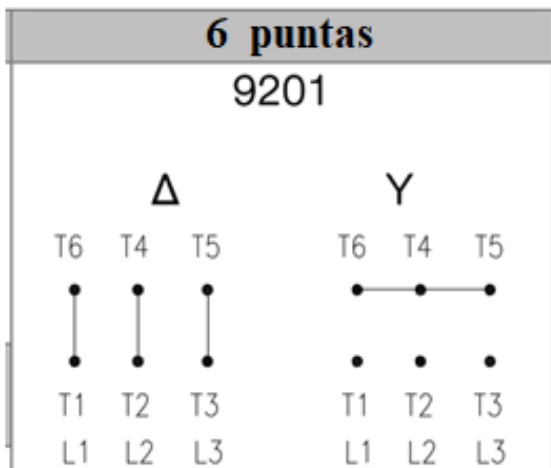 6 puntas
9201
Δ Y
T6 T4 T5 T6 T4 T5
T1 T2 T3 T1 T2 T3
L1 L2 L3 L1 L2 L3